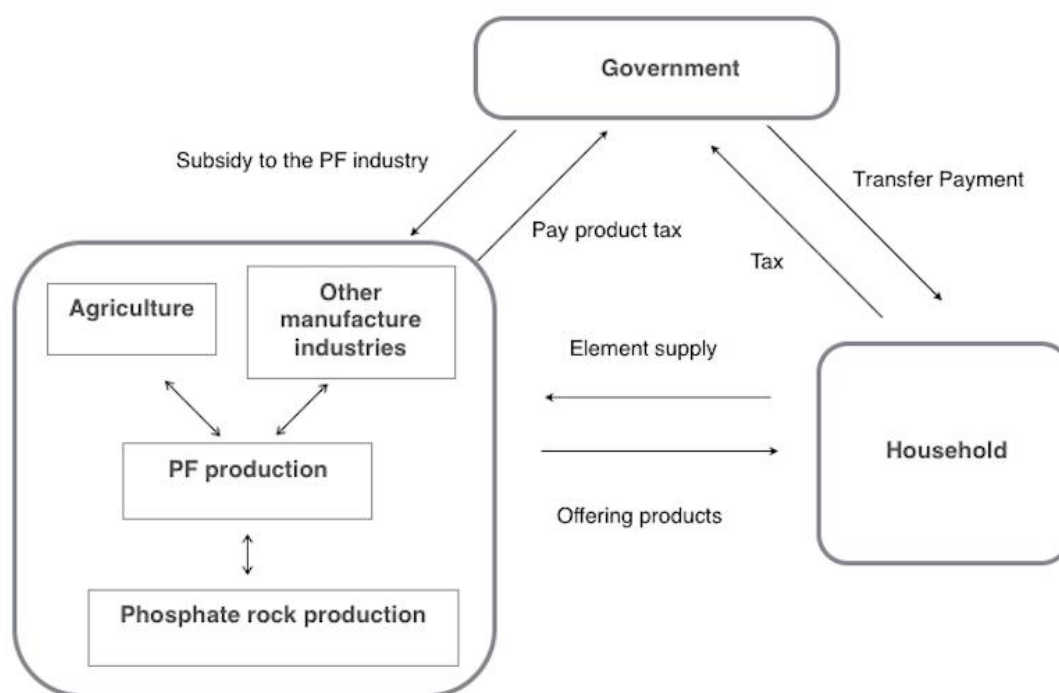 Government
Subsidy to the PF industry
Transfer Payment
Pay product tax
Tax
Agriculture
Other
manufacture
industries
Element supply
PF production
Household
Offering products
Phosphate rock production